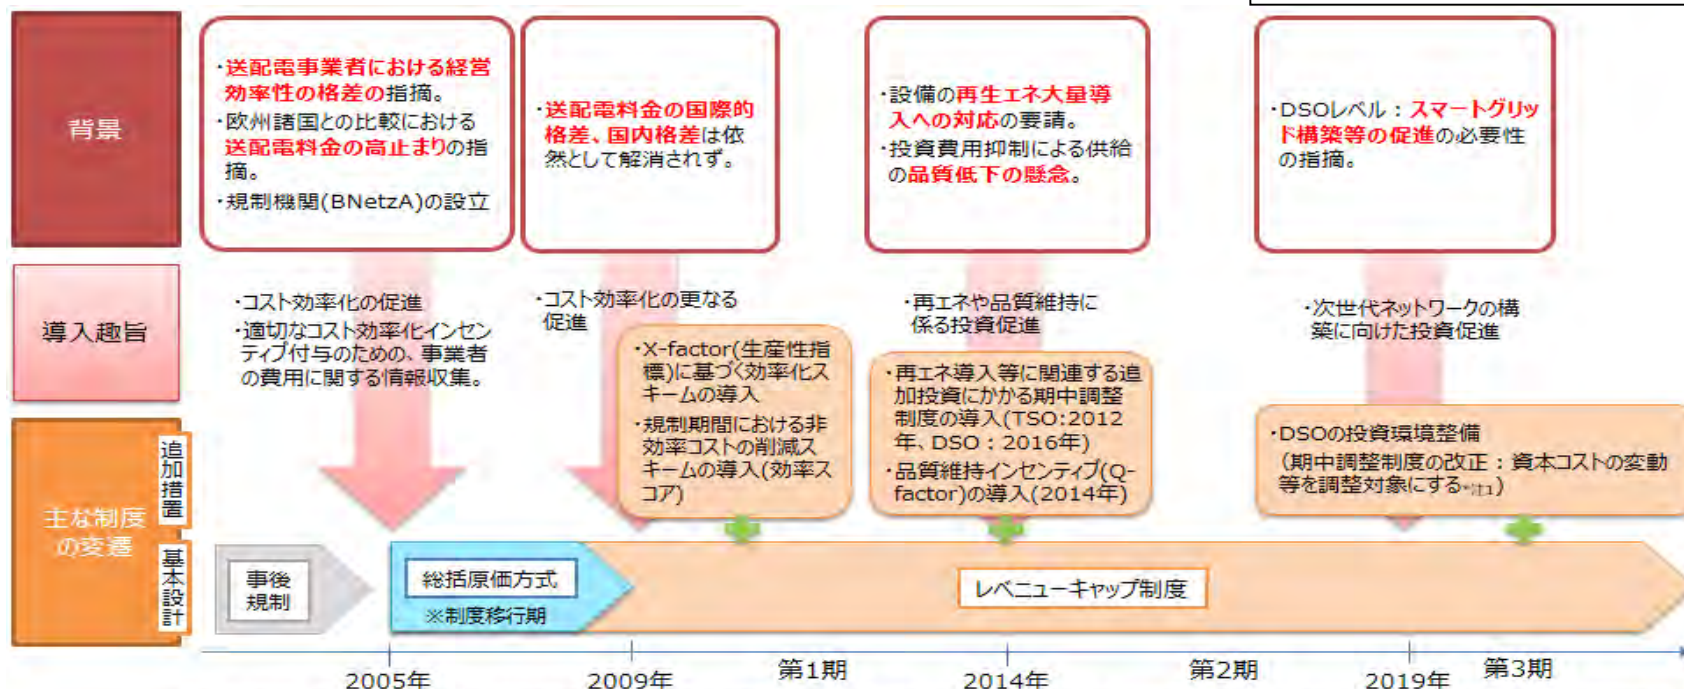 背景
・送配電事業者における経営
効率性の格差の指摘。
・欧州諸国との比較における
送配電料金の高止まりの指
摘。
・規制機関(BNetzA)の設立
・送配電料金の国際的
格差、国内格差は依
然として解消されず。
・設備の再生エネ大量導
入への対応の要請。
・投資費用抑制による供給
の品質低下の懸念。
・DSOレベル：スマートグリッ
ド構築等の促進の必要性
の指摘。
導入趣旨
・コスト効率化の促進
・適切なコスト効率化インセン
ティブ付与のための、事業者
の費用に関する情報収集。
・コスト効率化の更なる
促進
・再エネや品質維持に
係る投資促進
・次世代ネットワークの構
築に向けた投資促進
主な制度
の変遷
追加措置
・X-factor(生産性指
標)に基づく効率化ス
キームの導入
・規制期間における非
効率コストの削減ス
キームの導入(効率ス
コア)
・再エネ導入等に関連する追
加投資にかかる期中調整
制度の導入(TSO:2012
年、DSO：2016年)
・品質維持インセンティブ(Q-
factor)の導入(2014年)
・DSOの投資環境整備
（期中調整制度の改正：資本コストの変動
等を調整対象にする※注1）
基本設計
事後
規制
総括原価方式
※制度移行期
レベニューキャップ制度
2005年
2009年
第1期
2014年
第2期
2019年
第3期